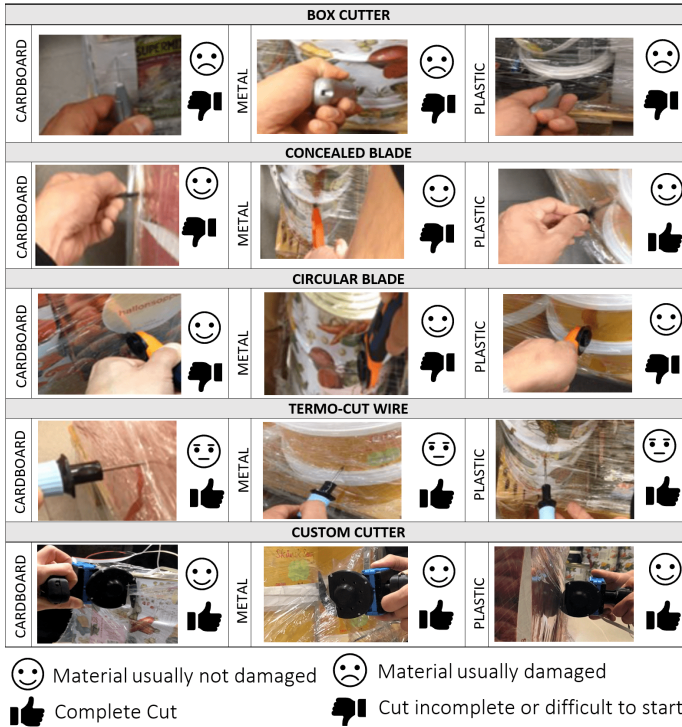 BOX CUTTER
CARDBOARD
METAL
PLASTIC
CONCEALED BLADE
CARDBOARD
METAL
PLASTIC
CIRCULAR BLADE
CARDBOARD
METAL
PLASTIC
TERMO-CUT WIRE
CARDBOARD
METAL
PLASTIC
CUSTOM CUTTER
CARDBOARD
METAL
PLASTIC
Material usually not damaged
Material usually damaged
Complete Cut
Cut incomplete or difficult to start